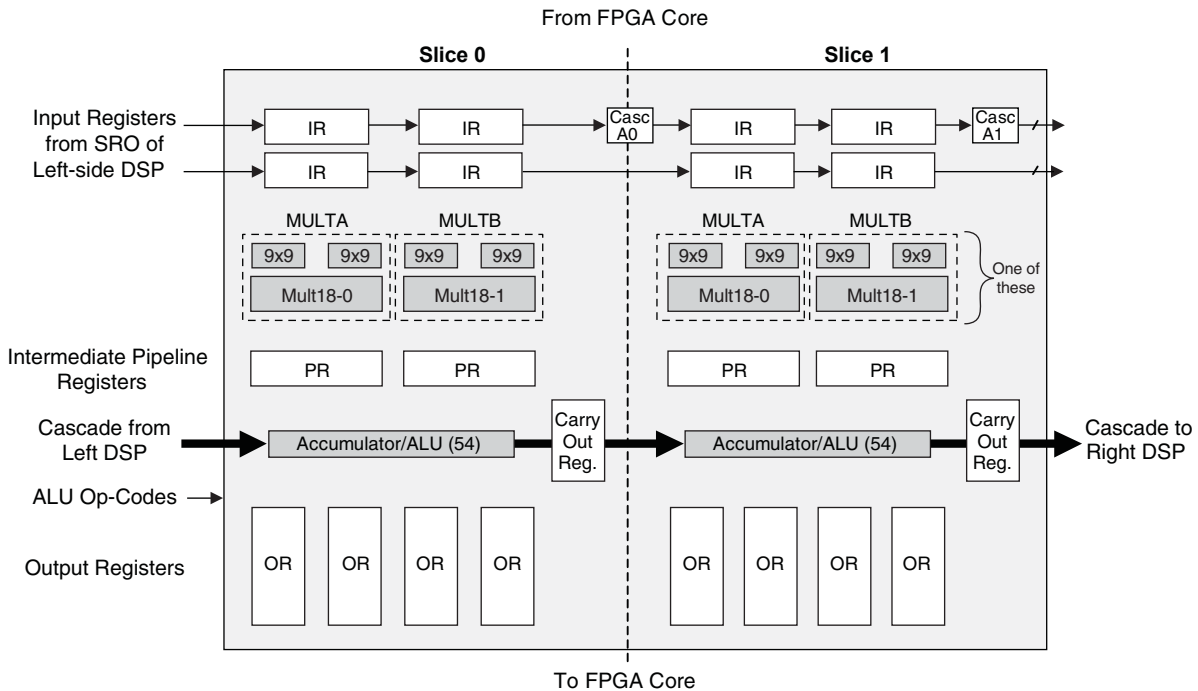 From FPGA Core
Slice 0
Slice 1
Input Registers
from SRO of
Left-side DSP
IR
IR
Casc
A0
IR
IR
Casc
A1
IR
IR
IR
IR
MULTA
MULTB
MULTA
MULTB
9x9
9x9
9x9
9x9
9x9
9x9
9x9
9x9
One of
these
Mult18-0
Mult18-1
Mult18-0
Mult18-1
Intermediate Pipeline
Registers
PR
PR
PR
PR
Cascade from
Left DSP
Accumulator/ALU (54)
Carry
Out
Reg.
Accumulator/ALU (54)
Carry
Out
Reg.
Cascade to
Right DSP
ALU Op-Codes
Output Registers
OR
OR
OR
OR
OR
OR
OR
OR
To FPGA Core